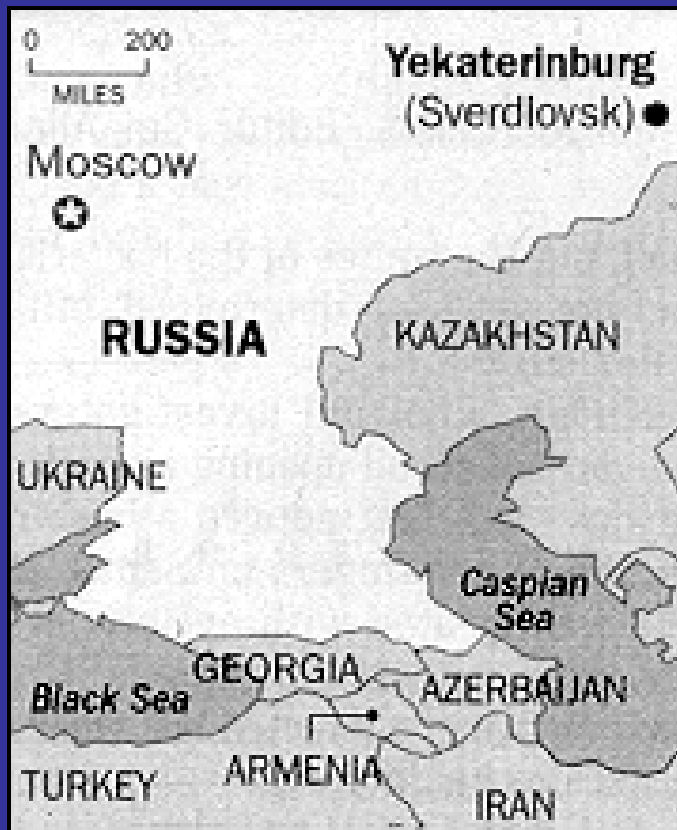 0 200
MILES
Yekaterinburg
(Sverdlovsk)
Moscow
RUSSIA
KAZAKHSTAN
UKRAINE
Caspian
Sea
GEORGIA
AZERBAIJAN
Black Sea
ARMENIA
TURKEY
IRAN